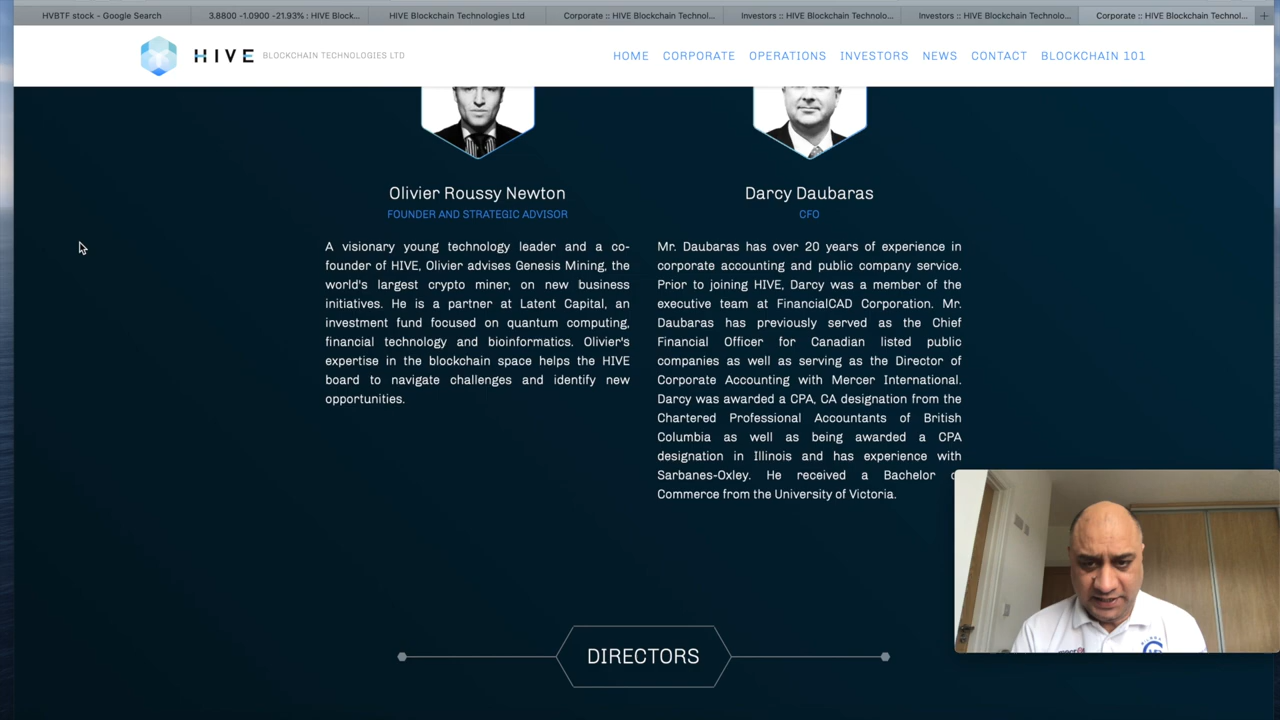 HVBTF stock - Google Search
3.8800 -1.0900 -21.93% : HIVE Block...
HIVE Blockchain Technologies Ltd
Corporate :: HIVE Blockchain Technol...
Investors :: HIVE Blockchain Technolo...
Investors :: HIVE Blockchain Technolo...
Corporate :: HIVE Blockchain Technol...
HIVE BLOCKCHAIN TECHNOLOGIES LTD
HOME CORPORATE OPERATIONS INVESTORS NEWS CONTACT BLOCKCHAIN 101
Olivier Roussy Newton
FOUNDER AND STRATEGIC ADVISOR
A visionary young technology leader and a co-
founder of HIVE, Olivier advises Genesis Mining, the
world's largest crypto miner, on new business
initiatives. He is a partner at Latent Capital, an
investment fund focused on quantum computing,
financial technology and bioinformatics. Olivier's
expertise in the blockchain space helps the HIVE
board to navigate challenges and identify new
opportunities.
Darcy Daubaras
CFO
Mr. Daubaras has over 20 years of experience in
corporate accounting and public company service.
Prior to joining HIVE, Darcy was a member of the
executive team at FinancialCAD Corporation. Mr.
Daubaras has previously served as the Chief
Financial Officer for Canadian listed public
companies as well as serving as the Director of
Corporate Accounting with Mercer International.
Darcy was awarded a CPA, CA designation from the
Chartered Professional Accountants of British
Columbia as well as being awarded a CPA
designation in Illinois and has experience with
Sarbanes-Oxley. He received a Bachelor
Commerce from the University of Victoria.
DIRECTORS